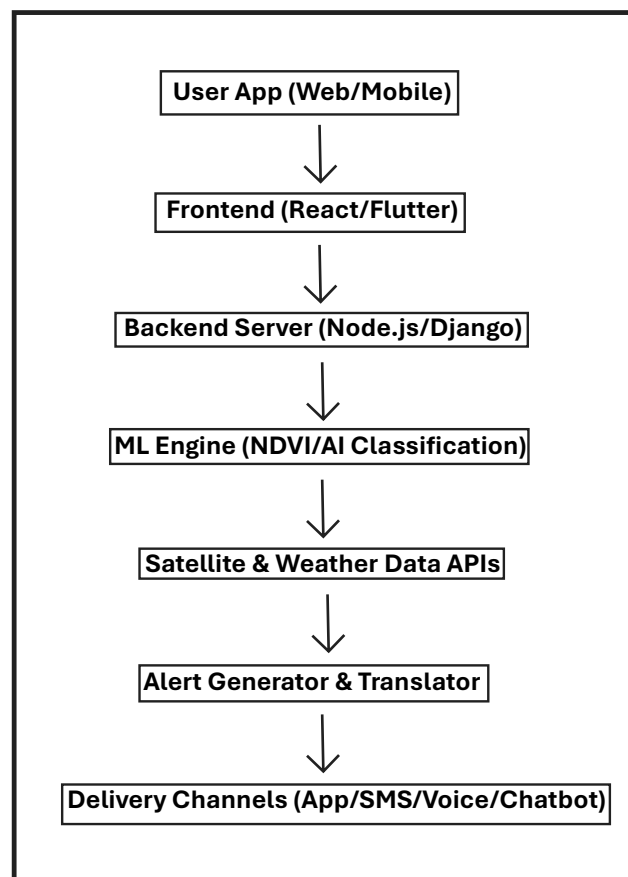 User App (Web/Mobile)
Frontend (React/Flutter)
Backend Server (Node.js/Django)
ML Engine (NDVI/AI Classification)
Satellite & Weather Data APIs
Alert Generator & Translator
Delivery Channels (App/SMS/Voice/Chatbot)